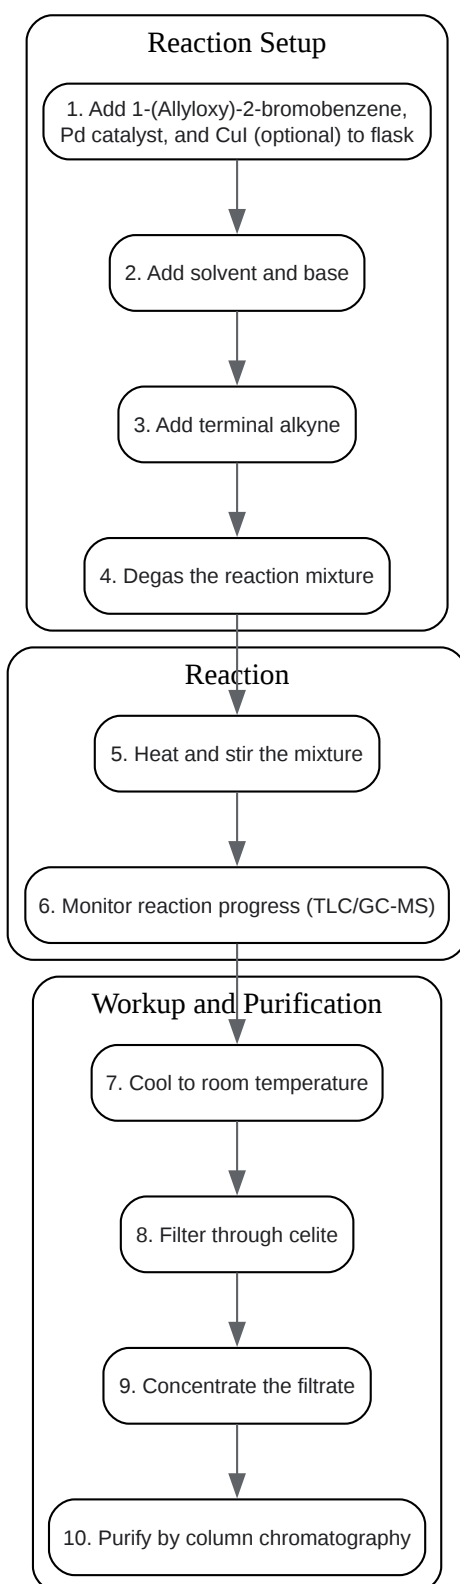 Reaction Setup
1. Add 1-(Allyloxy)-2-bromobenzene,
Pd catalyst, and CuI (optional) to flask
2. Add solvent and base
3. Add terminal alkyne
4. Degas the reaction mixture
Reaction
5. Heat and stir the mixture
6. Monitor reaction progress (TLC/GC-MS)
Workup and Purification
7. Cool to room temperature
8. Filter through celite
9. Concentrate the filtrate
10. Purify by column chromatography